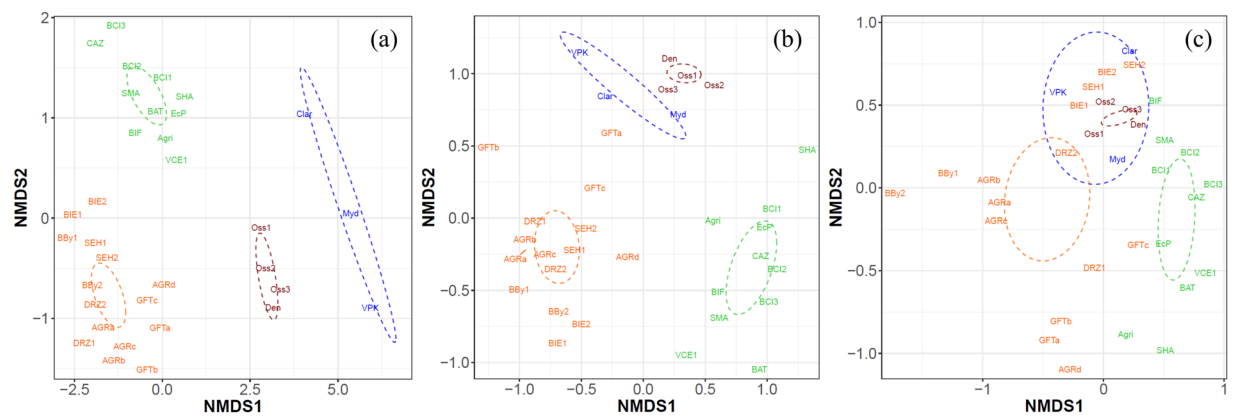 (a)
BCI3
CAZ
BCI2
BCI1
SMA
SHA
BAT
EcP
BIF
Agri
VCE1
Clar
Myd
VPK
BIE2
BIE1
BBy1
SEH1
SEH2
BBy2
AGRd
DRZ2
GFTc
AGRa
GFTa
DRZ1
AGRc
AGRb
GFTb
Oss1
Oss2
Oss3
Den
NMDS2
2
1
0
−1
−2.5
0.0
2.5
5.0
NMDS1
(b)
VPK
Den
Oss1
Oss3
Oss2
Clar
Myd
GFTa
GFTb
SHA
GFTc
BCI1
DRZ1
Agri
EcP
SEH2
AGRb
SEH1
AGRc
AGRd
CAZ
AGRa
DRZ2
BCI2
BBy1
BIF
BCI3
BBy2
SMA
BIE2
BIE1
VCE1
BAT
NMDS2
1.0
0.5
0.0
−0.5
−1.0
−1.0
−0.5
0.0
0.5
1.0
NMDS1
(c)
Clar
SEH2
BIE2
SEH1
VPK
BIE1
Oss2
BIF
Oss3
Den
Oss1
SMA
DRZ2
Myd
BCI2
BCI1
BBy1
AGRb
BCI3
BBy2
CAZ
AGRa
AGRc
EcP
GFTc
DRZ1
VCE1
BAT
GFTb
GFTa
Agri
SHA
AGRd
NMDS2
1.0
0.5
0.0
−0.5
−1.0
−1
0
1
NMDS1